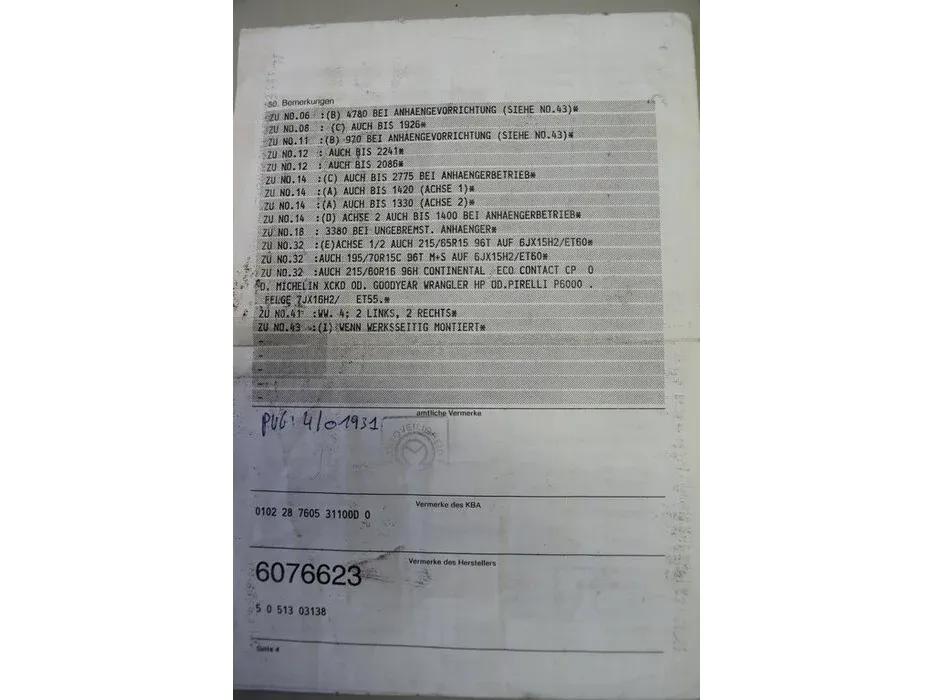 50. Bemerkungen
ZU NO.06 :(B) 4780 BEI ANHAENGEVORRICHTUNG (SIEHE NO.43)*
ZU NO.08 : (C) AUCH BIS 1926*
ZU NO.11 :(B) 970 BEI ANHAENGEVORRICHTUNG (SIEHE NO.43)*
ZU NO.12 : AUCH BIS 2241*
ZU NO.12 : AUCH BIS 2086*
ZU NO.14 :(C) AUCH BIS 2775 BEI ANHAENGERBETRIEB*
ZU NO.14 :(A) AUCH BIS 1420 (ACHSE 1)*
ZU NO.14 :(A) AUCH BIS 1330 (ACHSE 2)*
ZU NO.14 :(D) ACHSE 2 AUCH BIS 1400 BEI ANHAENGERBETRIEB*
ZU NO.18 : 3380 BEI UNGEBREMST. ANHAENGER*
ZU NO.32 :(E)ACHSE 1/2 AUCH 215/65R15 96T AUF 6JX15H2/ET60*
ZU NO.32 :AUCH 195/70R15C 96T M+S AUF 6JX15H2/ET60*
ZU NO.32 :AUCH 215/60R16 96H CONTINENTAL ECO CONTACT CP O
D. MICHELIN XCKD OD. GOODYEAR WRANGLER HP OD.PIRELLI P6000 .
FELGE 7JX16H2/ ET55.*
ZU NO.41 :WW. 4; 2 LINKS, 2 RECHTS*
ZU NO.43 :(I) WENN WERKSSEITIG MONTIERT*
-
-
-
-
-
amtliche Vermerke
PVG: 4/01931
Vermerke des KBA
0102 28 7605 31100D 0
Vermerke des Herstellers
6076623
5 0 513 03138
Seite 4